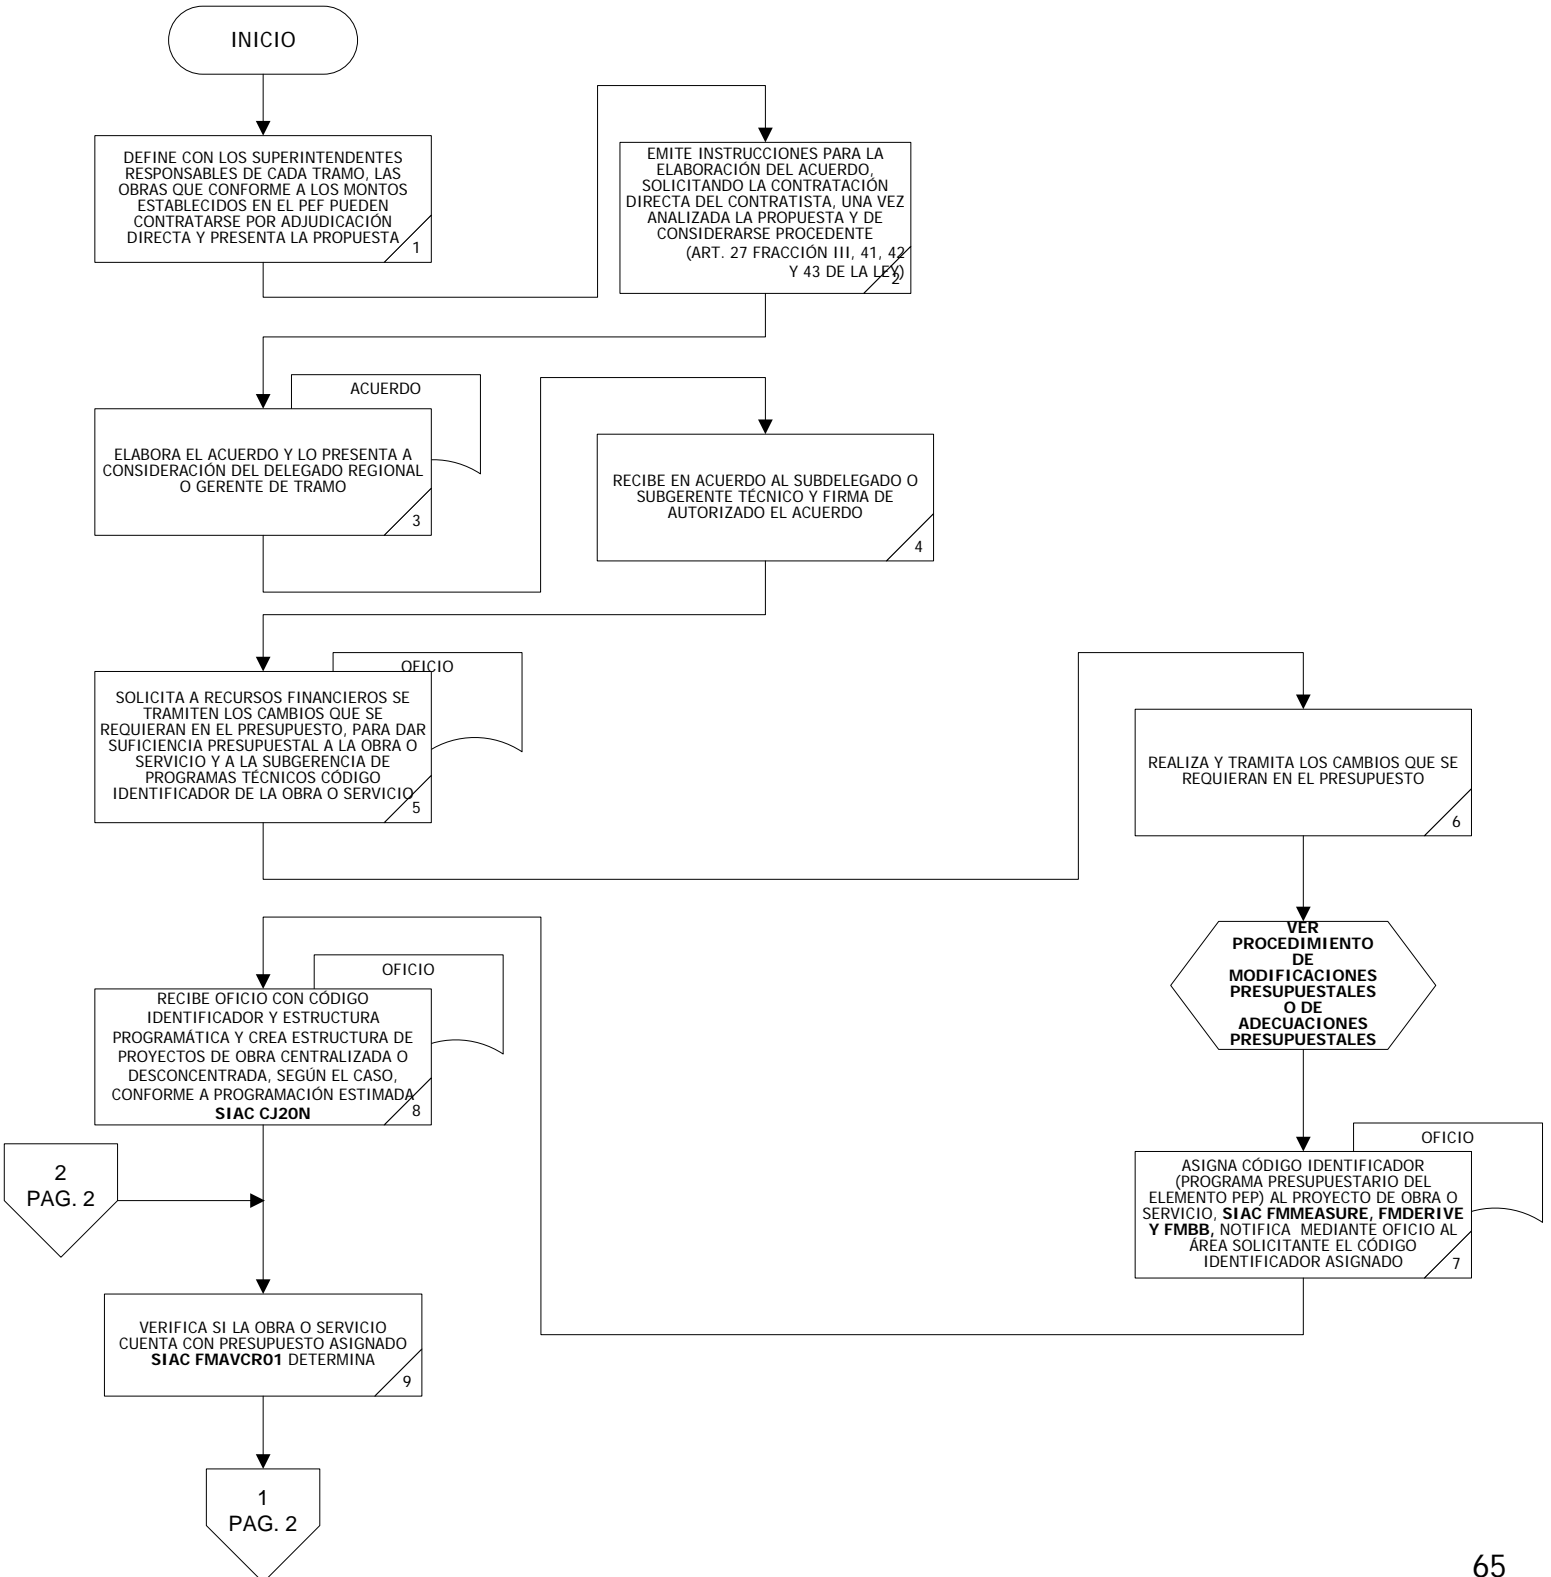 INICIO
DEFINE CON LOS SUPERINTENDENTES
RESPONSABLES DE CADA TRAMO, LAS
OBRAS QUE CONFORME A LOS MONTOS
ESTABLECIDOS EN EL PEF PUEDEN
CONTRATARSE POR ADJUDICACIÓN
DIRECTA Y PRESENTA LA PROPUESTA
1
EMITE INSTRUCCIONES PARA LA
ELABORACIÓN DEL ACUERDO,
SOLICITANDO LA CONTRATACIÓN
DIRECTA DEL CONTRATISTA, UNA VEZ
ANALIZADA LA PROPUESTA Y DE
CONSIDERARSE PROCEDENTE
(ART. 27 FRACCIÓN III, 41, 42
Y 43 DE LA LEY)
2
ACUERDO
ELABORA EL ACUERDO Y LO PRESENTA A
CONSIDERACIÓN DEL DELEGADO REGIONAL
O GERENTE DE TRAMO
3
RECIBE EN ACUERDO AL SUBDELEGADO O
SUBGERENTE TÉCNICO Y FIRMA DE
AUTORIZADO EL ACUERDO
4
OFICIO
SOLICITA A RECURSOS FINANCIEROS SE
TRAMITEN LOS CAMBIOS QUE SE
REQUIERAN EN EL PRESUPUESTO, PARA DAR
SUFICIENCIA PRESUPUESTAL A LA OBRA O
SERVICIO Y A LA SUBGERENCIA DE
PROGRAMAS TÉCNICOS CÓDIGO
IDENTIFICADOR DE LA OBRA O SERVICIO
5
REALIZA Y TRAMITA LOS CAMBIOS QUE SE
REQUIERAN EN EL PRESUPUESTO
6
VER
PROCEDIMIENTO
DE
MODIFICACIONES
PRESUPUESTALES
O DE
ADECUACIONES
PRESUPUESTALES
OFICIO
ASIGNA CÓDIGO IDENTIFICADOR
(PROGRAMA PRESUPUESTARIO DEL
ELEMENTO PEP) AL PROYECTO DE OBRA O
SERVICIO, SIAC FMMEASURE, FMDERIVE
Y FMBB, NOTIFICA MEDIANTE OFICIO AL
ÁREA SOLICITANTE EL CÓDIGO
IDENTIFICADOR ASIGNADO
7
OFICIO
RECIBE OFICIO CON CÓDIGO
IDENTIFICADOR Y ESTRUCTURA
PROGRAMÁTICA Y CREA ESTRUCTURA DE
PROYECTOS DE OBRA CENTRALIZADA O
DESCONCENTRADA, SEGÚN EL CASO,
CONFORME A PROGRAMACIÓN ESTIMADA
SIAC CJ20N
8
2
PAG. 2
VERIFICA SI LA OBRA O SERVICIO
CUENTA CON PRESUPUESTO ASIGNADO
SIAC FMAVCR01 DETERMINA
9
1
PAG. 2
65